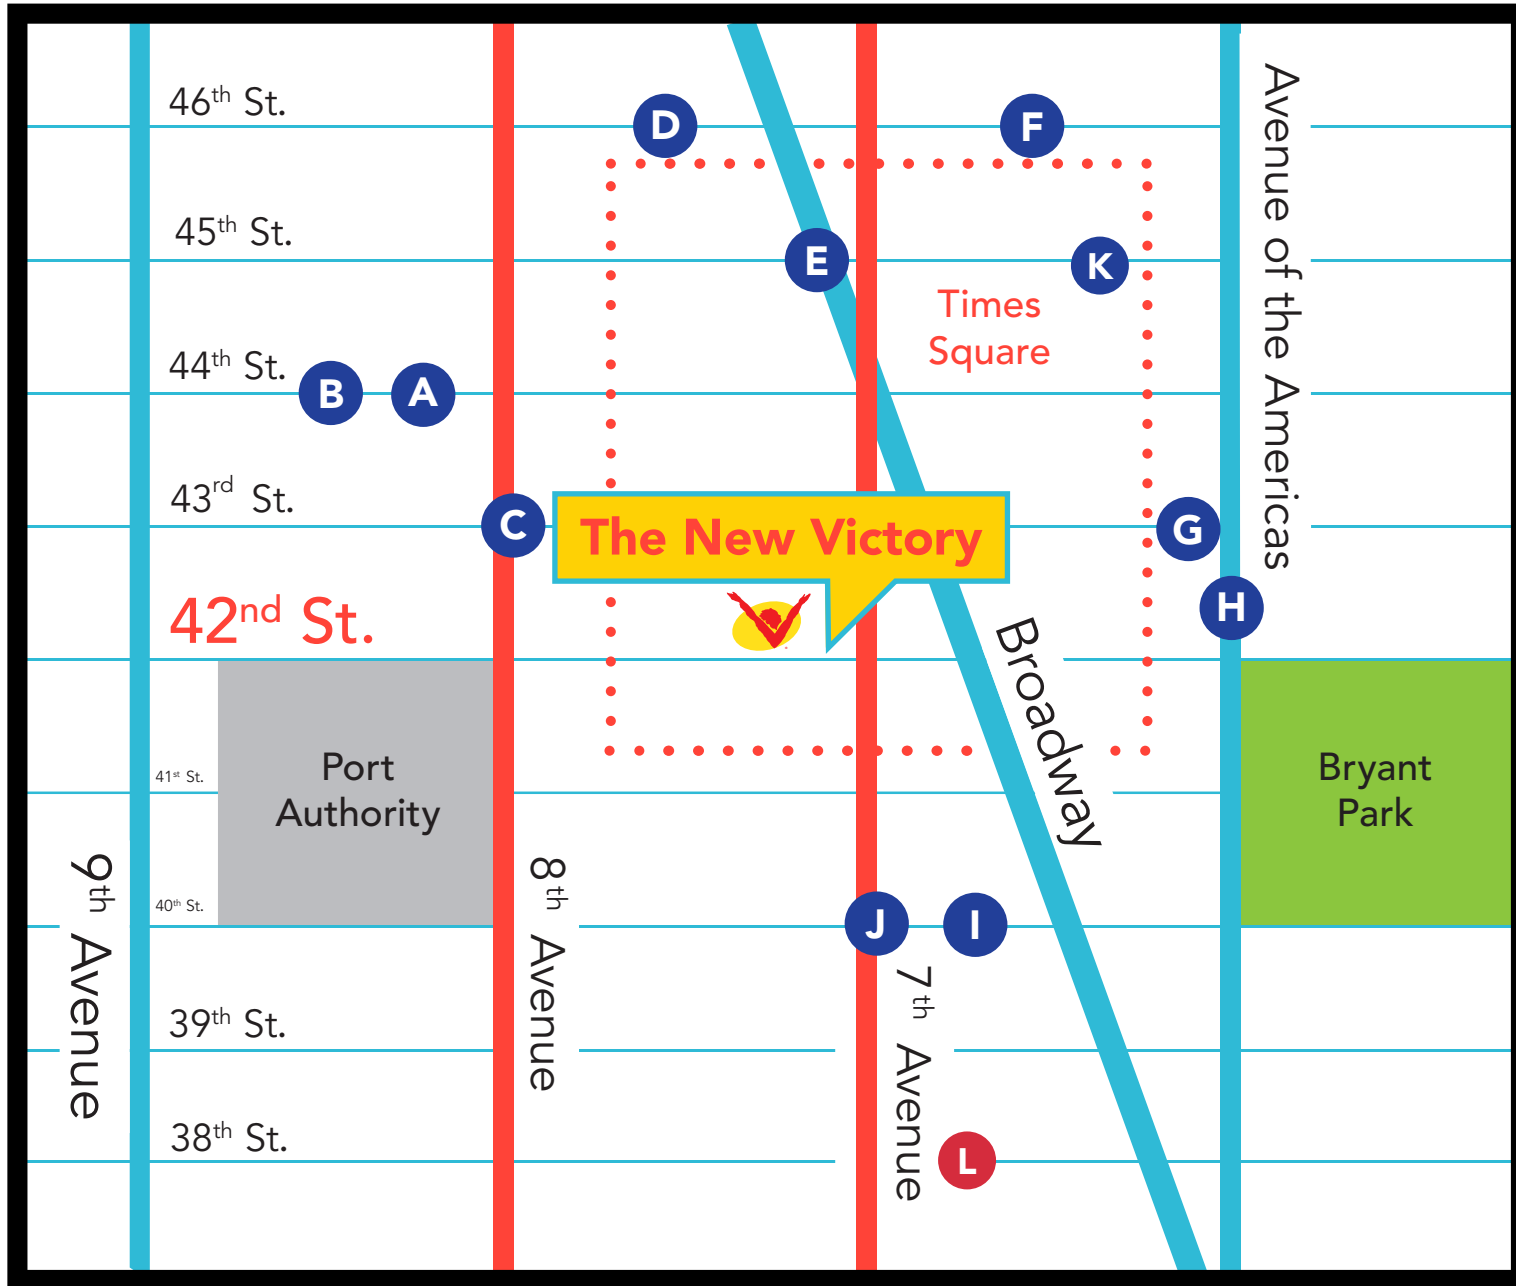 46th St.
D
F
Avenue of the Americas
45th St.
E
K
Times
Square
44th St.
B
A
43rd St.
C
The New Victory
G
42nd St.
H
Broadway
Port
Authority
41st St.
Bryant
Park
9th Avenue
8th Avenue
40th St.
J
I
7th Avenue
39th St.
38th St.
L